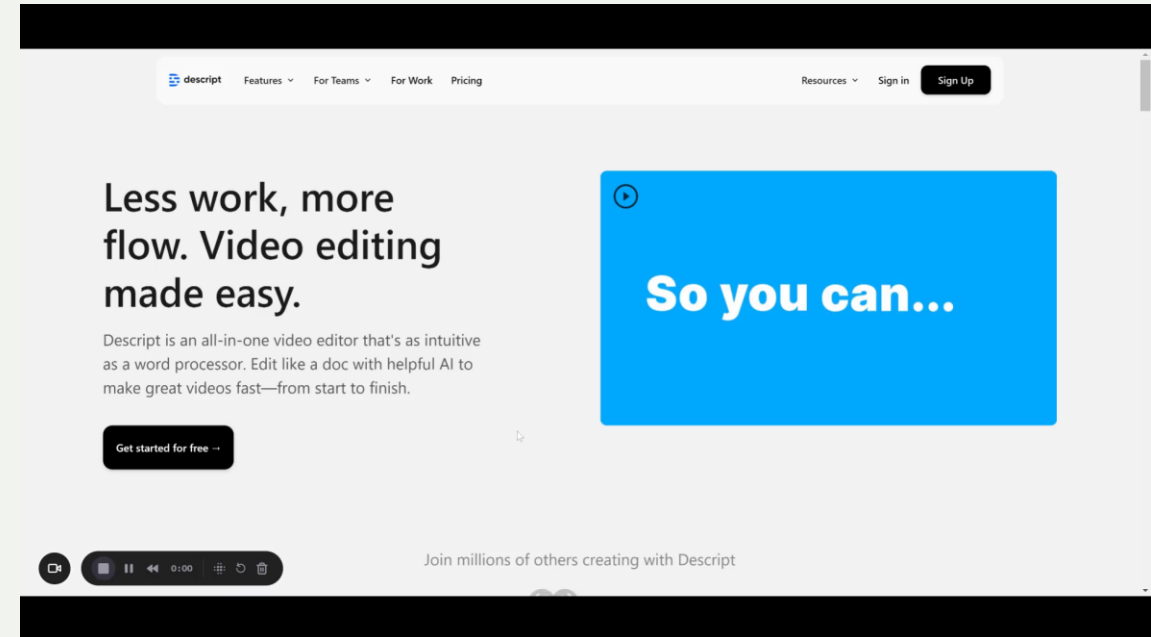 descript Features For Teams For Work Pricing Resources Sign in Sign Up
Less work, more
flow. Video editing
made easy.
Descript is an all-in-one video editor that's as intuitive
as a word processor. Edit like a doc with helpful AI to
make great videos fast—from start to finish.
Get started for free →
So you can...
0:00
Join millions of others creating with Descript